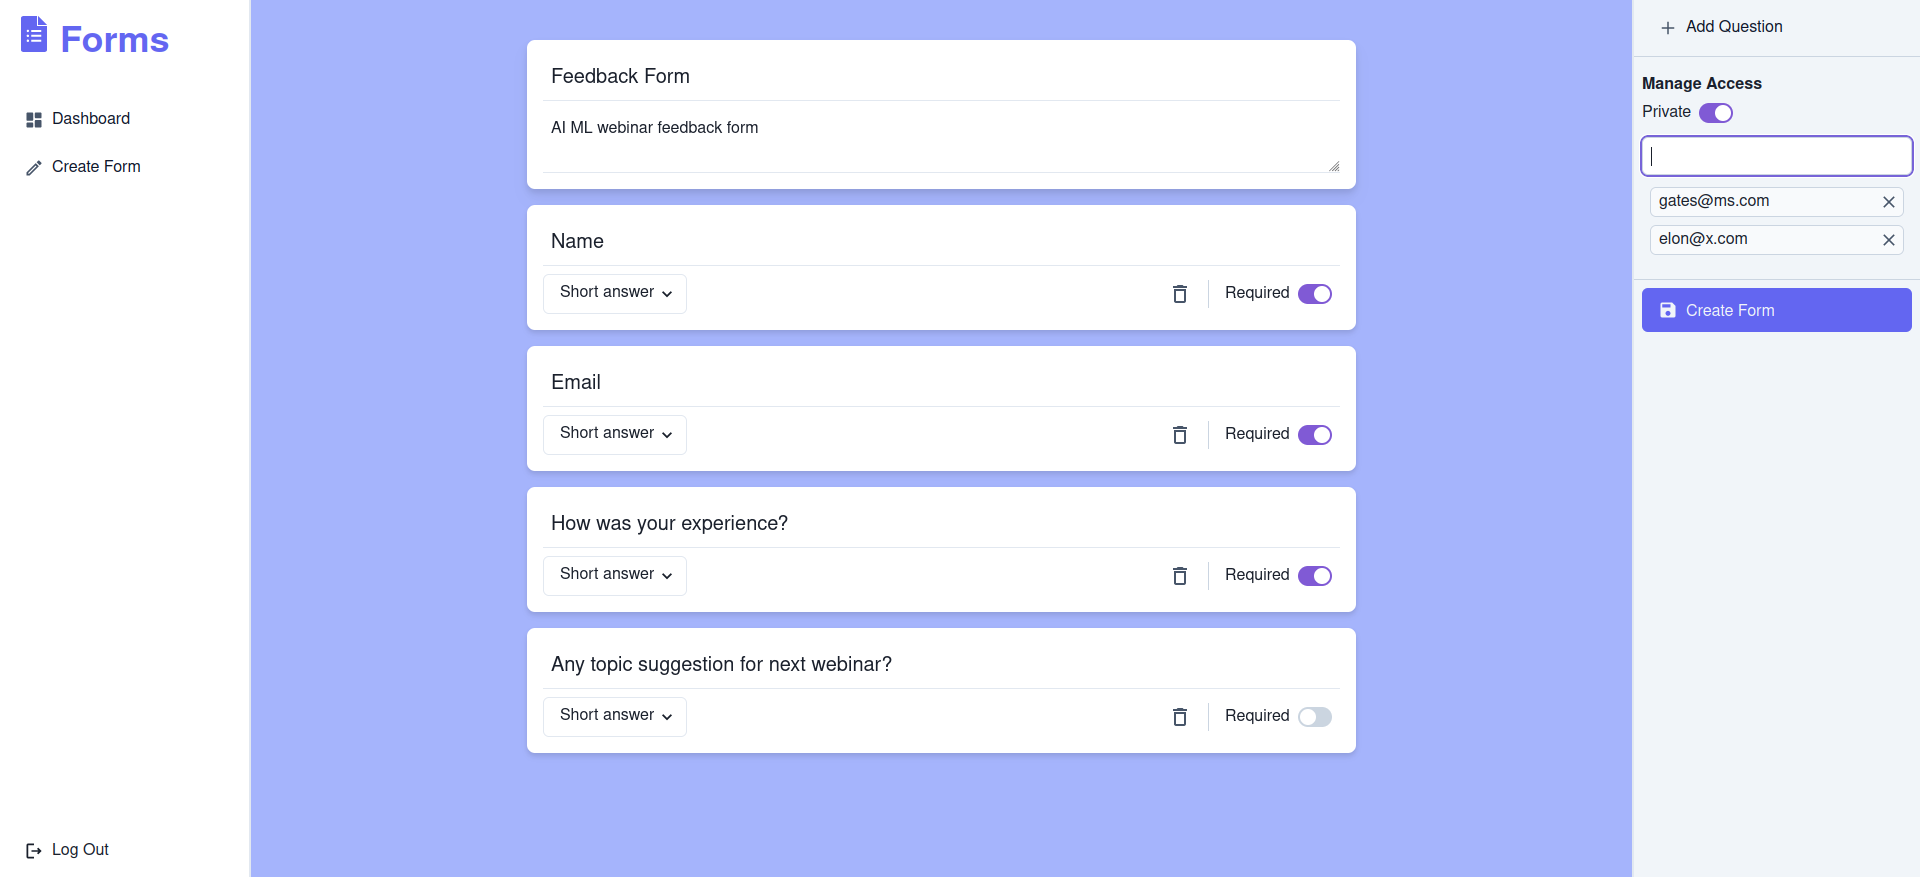 Forms
Dashboard
Create Form
Log Out
Feedback Form
AI ML webinar feedback form
Name
Short answer
Required
Email
Short answer
Required
How was your experience?
Short answer
Required
Any topic suggestion for next webinar?
Short answer
Required
Add Question
Manage Access
Private
gates@ms.com
elon@x.com
Create Form